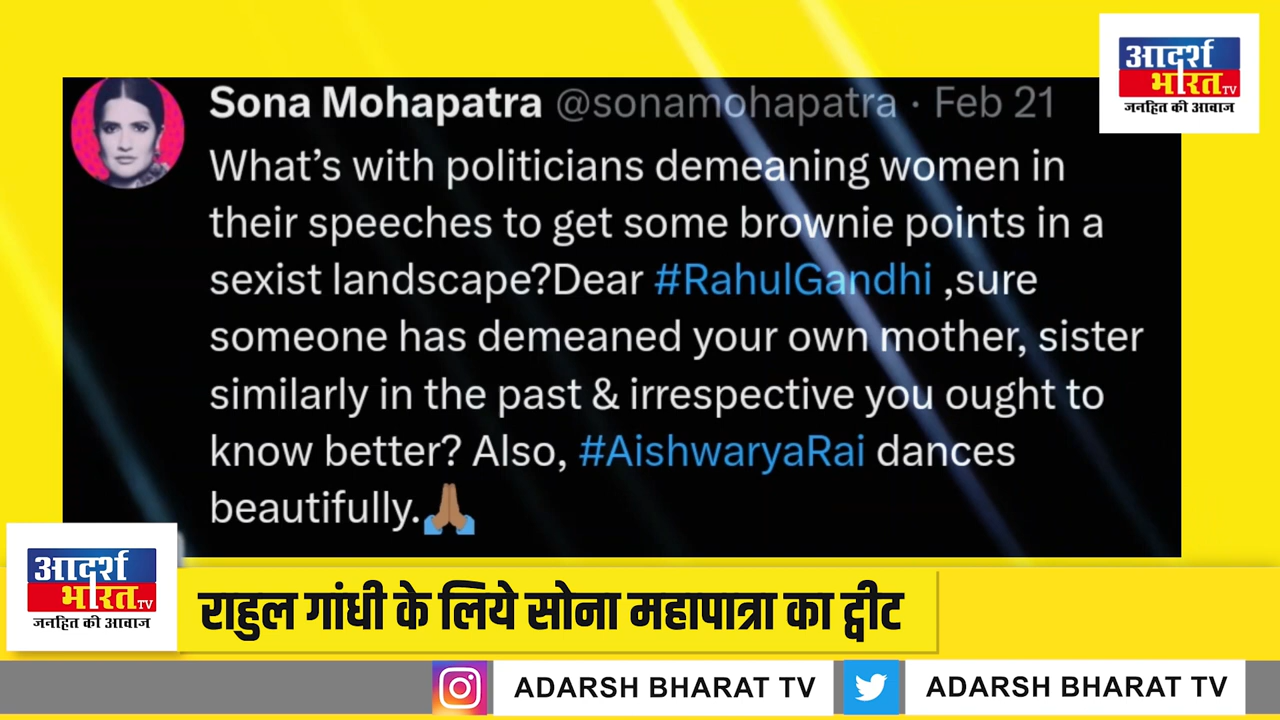 आदर्श
भारत TV
जनहित की आवाज
Sona Mohapatra @sonamohapatra · Feb 21
What's with politicians demeaning women in
their speeches to get some brownie points in a
sexist landscape?Dear #RahulGandhi ,sure
someone has demeaned your own mother, sister
similarly in the past & irrespective you ought to
know better? Also, #AishwaryaRai dances
beautifully.🙏🏽
आदर्श
भारत TV
जनहित की आवाज
राहुल गांधी के लिये सोना महापात्रा का ट्वीट
ADARSH BHARAT TV
ADARSH BHARAT TV